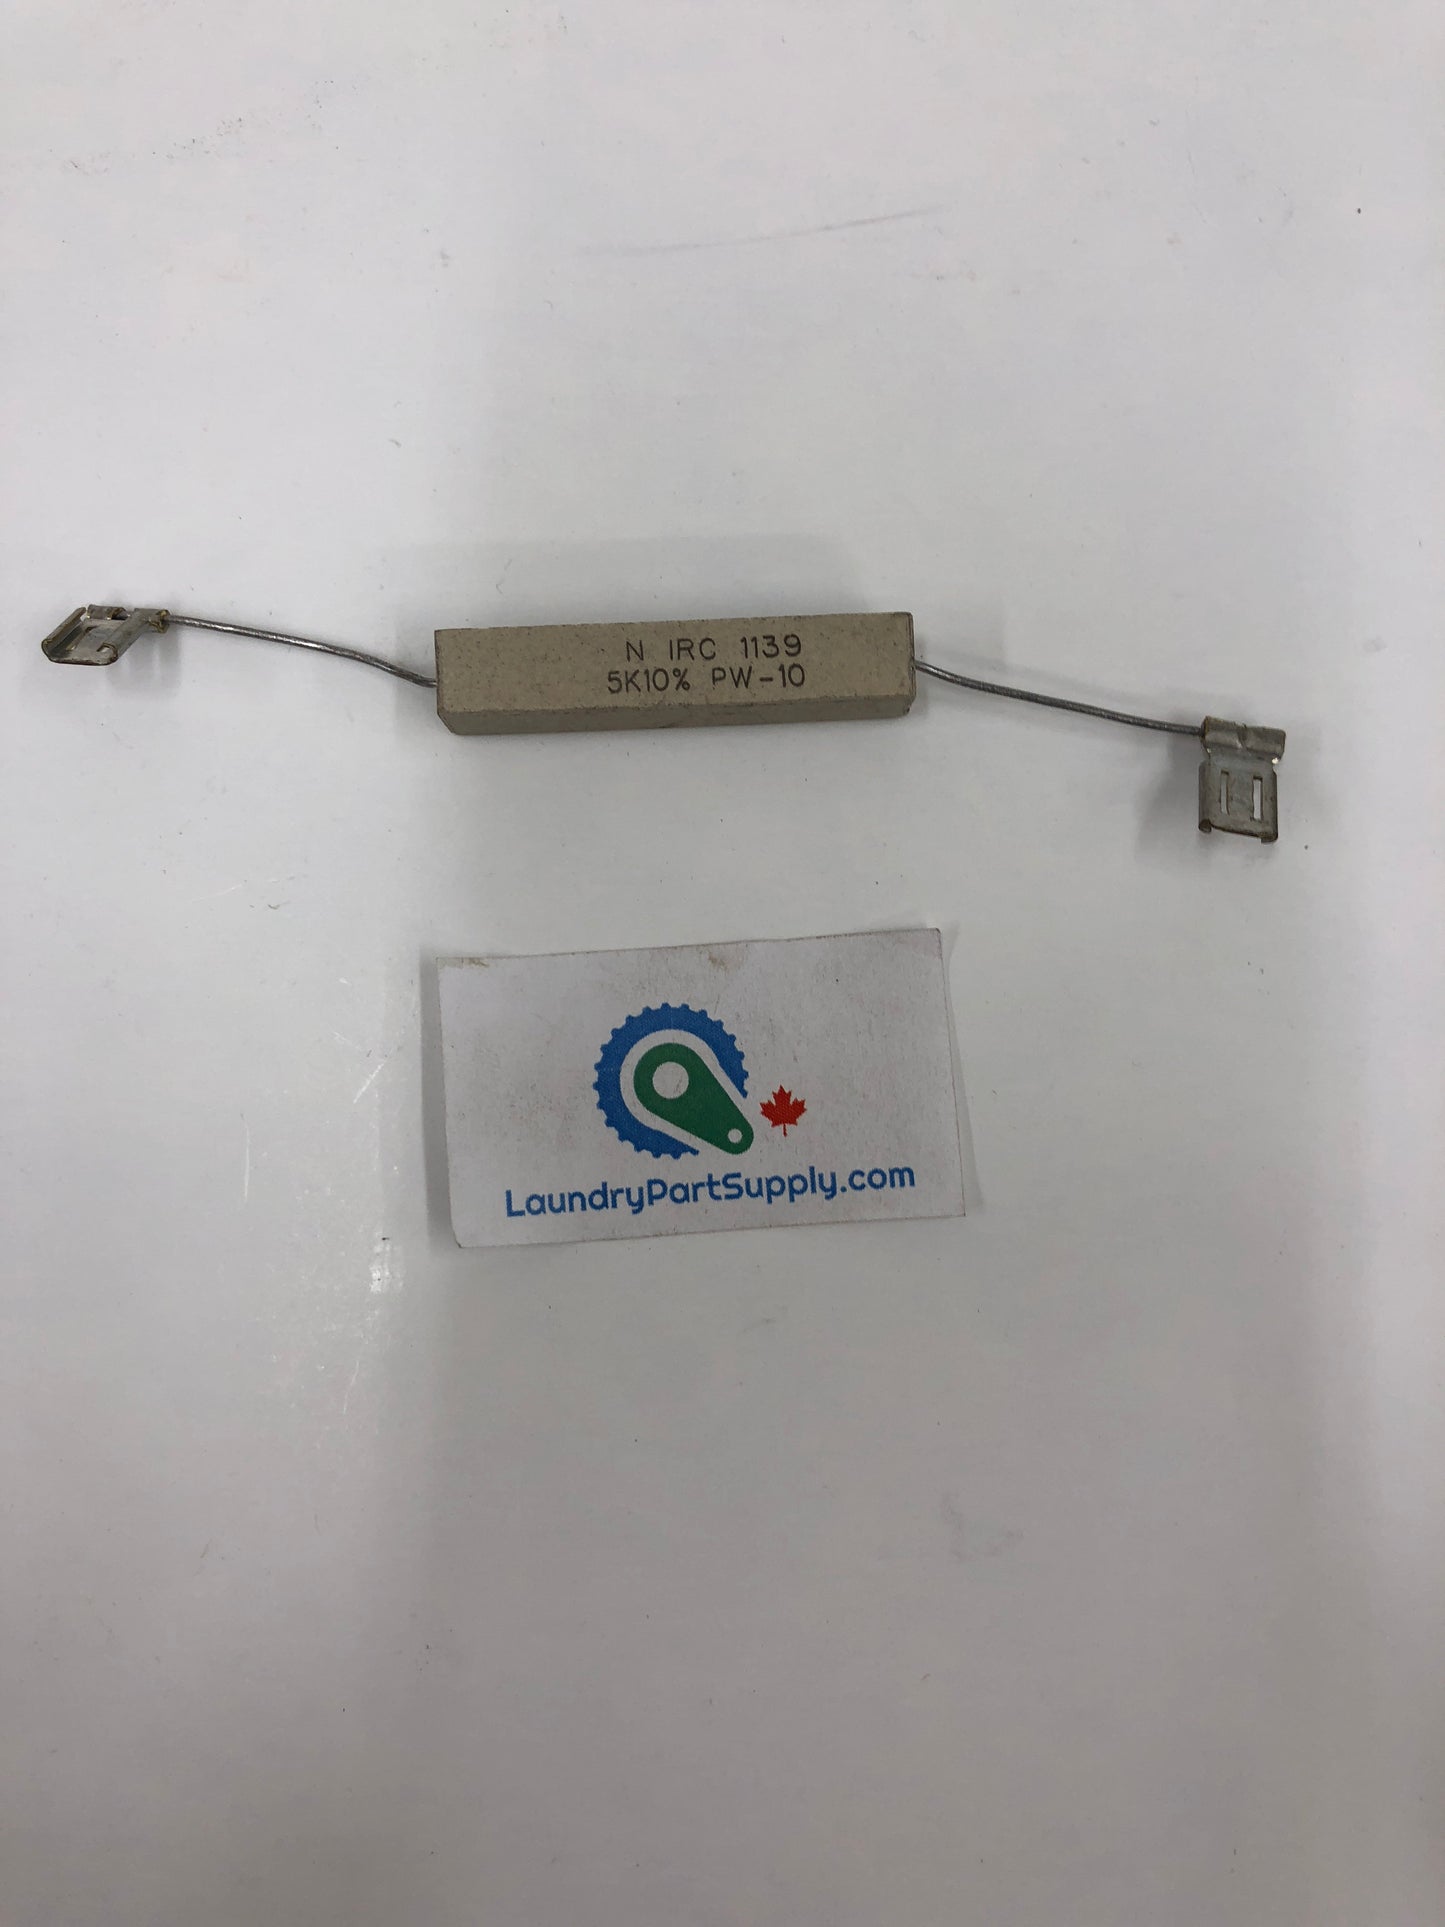 N IRC 1139
5K10% PW-10
LaundryPartSupply.com